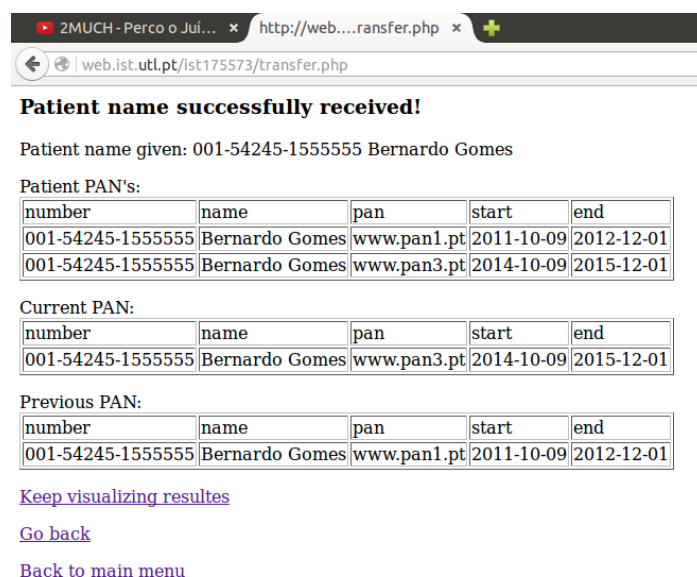 2MUCH - Perco o Juí... × http://web....ransfer.php ×
web.ist.utl.pt/ist175573/transfer.php
Patient name successfully received!
Patient name given: 001-54245-1555555 Bernardo Gomes
Patient PAN's:
number name pan start end
001-54245-1555555 Bernardo Gomes www.pan1.pt 2011-10-09 2012-12-01
001-54245-1555555 Bernardo Gomes www.pan3.pt 2014-10-09 2015-12-01
Current PAN:
number name pan start end
001-54245-1555555 Bernardo Gomes www.pan3.pt 2014-10-09 2015-12-01
Previous PAN:
number name pan start end
001-54245-1555555 Bernardo Gomes www.pan1.pt 2011-10-09 2012-12-01
Keep visualizing resultes
Go back
Back to main menu